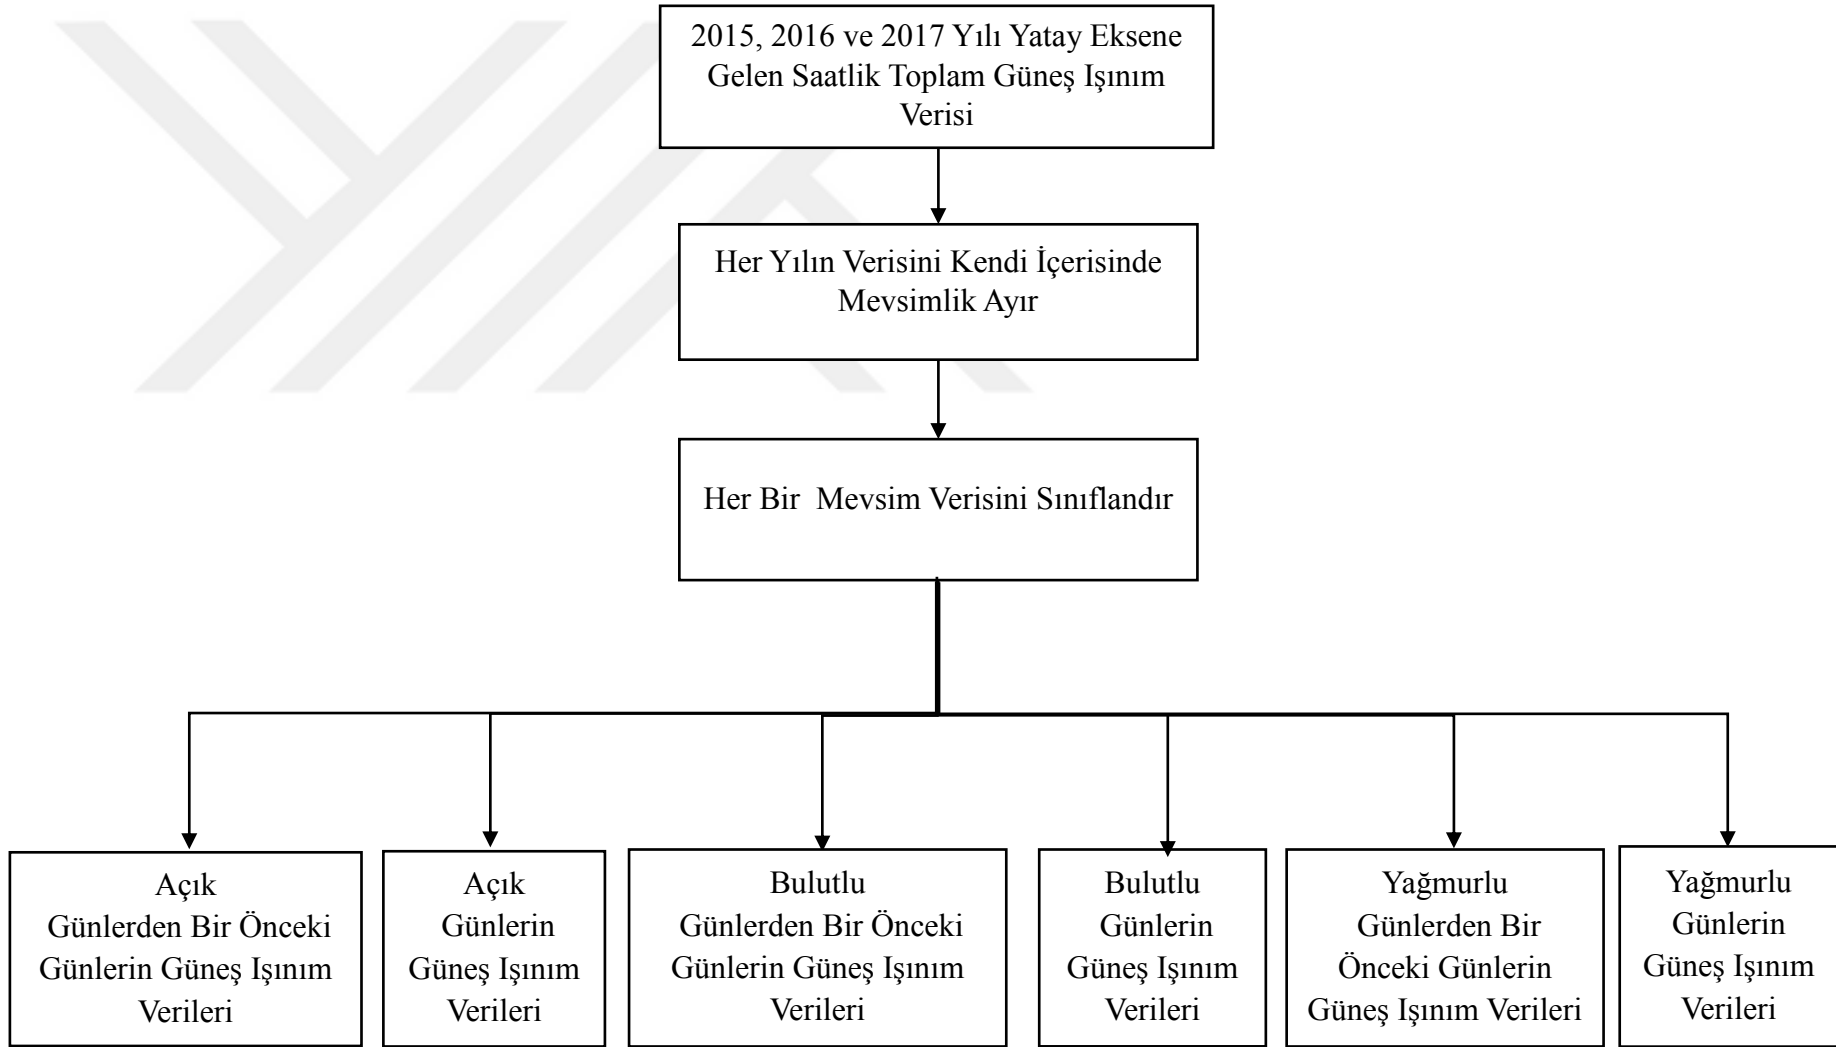 2015, 2016 ve 2017 Yılı Yatay Eksene
Gelen Saatlik Toplam Güneş Işınım
Verisi
Her Yılın Verisini Kendi İçerisinde
Mevsimlik Ayır
Her Bir  Mevsim Verisini Sınıflandır
Açık
Günlerden Bir Önceki
Günlerin Güneş Işınım
Verileri
Açık
Günlerin
Güneş Işınım
Verileri
Bulutlu
Günlerden Bir Önceki
Günlerin Güneş Işınım
Verileri
Bulutlu
Günlerin
Güneş Işınım
Verileri
Yağmurlu
Günlerden Bir
Önceki Günlerin
Güneş Işınım Verileri
Yağmurlu
Günlerin
Güneş Işınım
Verileri